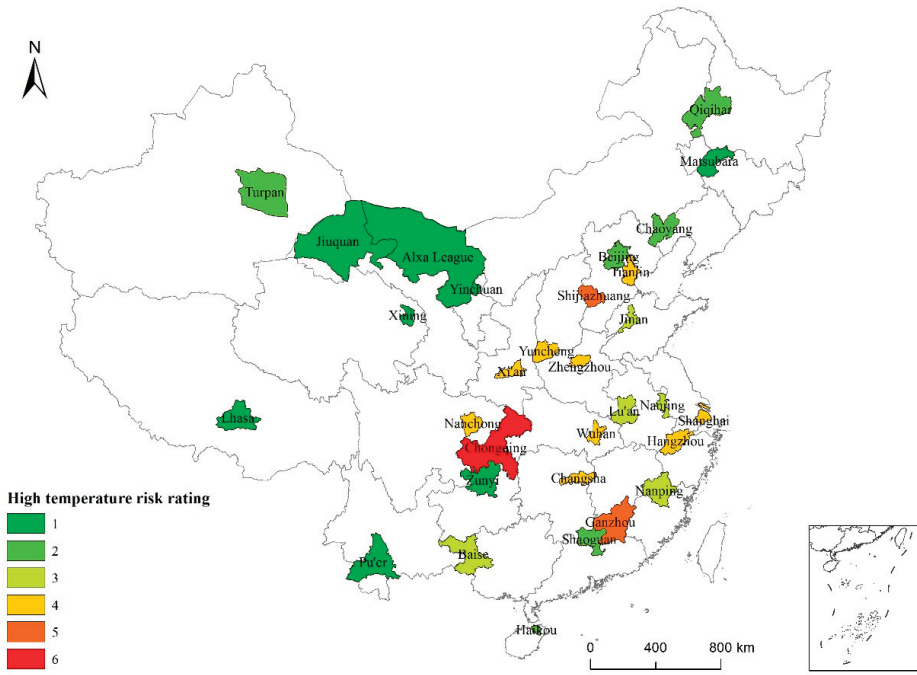 N
Qiqihar
Matsubara
Turpan
Chaoyang
Jiuquan
Alxa League
Beijing
Tianjin
Yinchuan
Shijiazhuang
Xining
Jinan
Yuncheng
Zhengzhou
Xi'an
Lhasa
Nanchong
Lu'an
Nanjing
Shanghai
Wuhan
Hangzhou
Chongqing
Zunyi
Changsha
Nanping
High temperature risk rating
1
2
3
4
5
6
Ganzhou
Shaoguan
Baise
Pu'er
Haikou
0 400 800 km